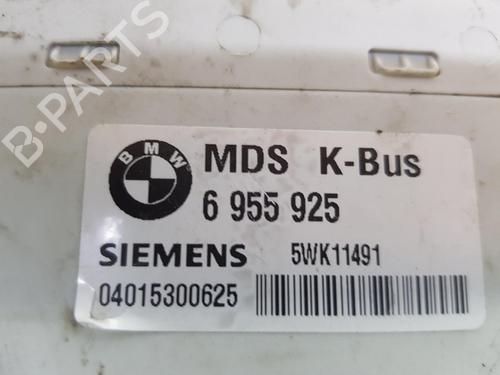 B-PARTS
BMW
MDS K-Bus
6 955 925
SIEMENS 5WK11491
04015300625